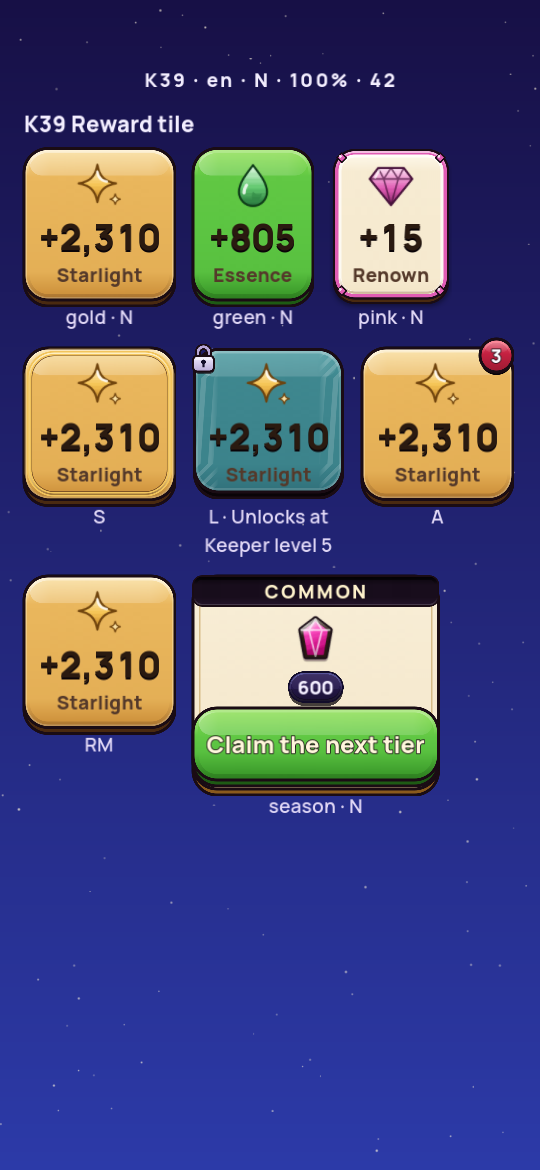 K39 · en · N · 100% · 42
K39 Reward tile
+2,310
Starlight
gold · N
+805
Essence
green · N
+15
Renown
pink · N
+2,310
Starlight
S
+2,310
Starlight
L · Unlocks at
Keeper level 5
3
+2,310
Starlight
A
+2,310
Starlight
RM
COMMON
600
Claim the next tier
season · N